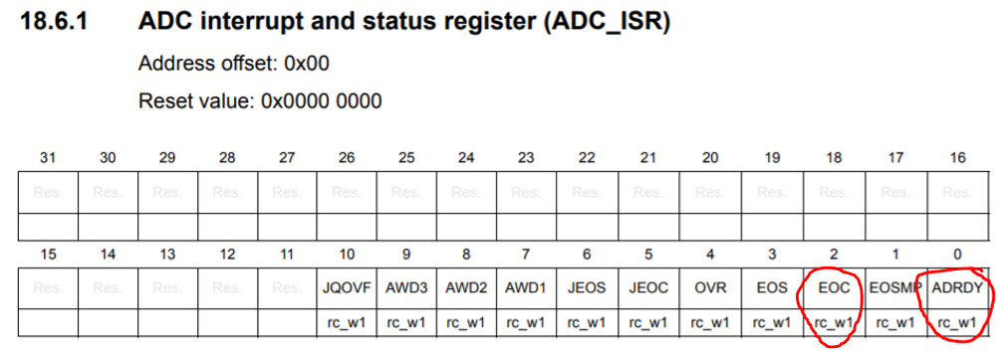 18.6.1 ADC interrupt and status register (ADC_ISR)
Address offset: 0x00
Reset value: 0x0000 0000
31 30 29 28 27 26 25 24 23 22 21 20 19 18 17 16
Res. Res. Res. Res. Res. Res. Res. Res. Res. Res. Res. Res. Res. Res. Res. Res.
15 14 13 12 11 10 9 8 7 6 5 4 3 2 1 0
Res. Res. Res. Res. Res. JQOVF AWD3 AWD2 AWD1 JEOS JEOC OVR EOS EOC EOSMP ADRDY
rc_w1 rc_w1 rc_w1 rc_w1 rc_w1 rc_w1 rc_w1 rc_w1 rc_w1 rc_w1 rc_w1